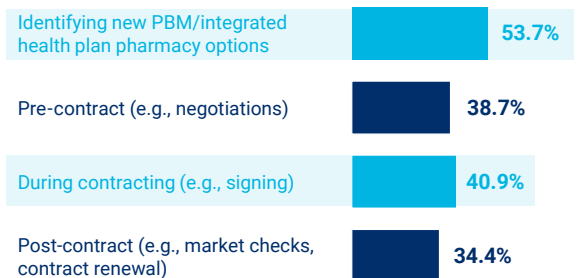 Identifying new PBM/integrated
health plan pharmacy options
53.7%
Pre-contract (e.g., negotiations)
38.7%
During contracting (e.g., signing)
40.9%
Post-contract (e.g., market checks,
contract renewal)
34.4%